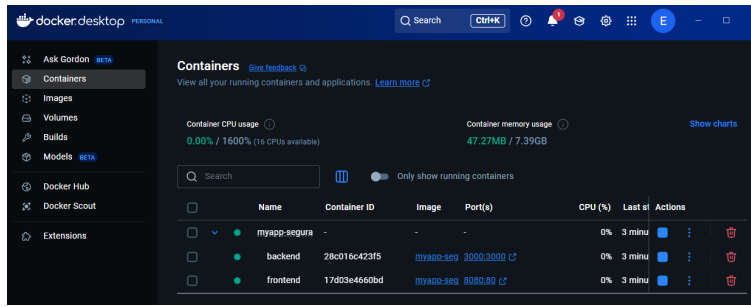 docker.desktop PERSONAL
Search Ctrl+K
1
E
Ask Gordon BETA
Containers
Images
Volumes
Builds
Models BETA
Docker Hub
Docker Scout
Extensions
Containers Give feedback
View all your running containers and applications. Learn more
Container CPU usage
0.00% / 1600% (16 CPUs available)
Container memory usage
47.27MB / 7.39GB
Show charts
Search
Only show running containers
Name Container ID Image Port(s) CPU (%) Last st Actions
myapp-segura - - - 0% 3 minu
backend 28c016c423f5 myapp-seg 3000:3000 0% 3 minu
frontend 17d03e4660bd myapp-seg 8080:80 0% 3 minu